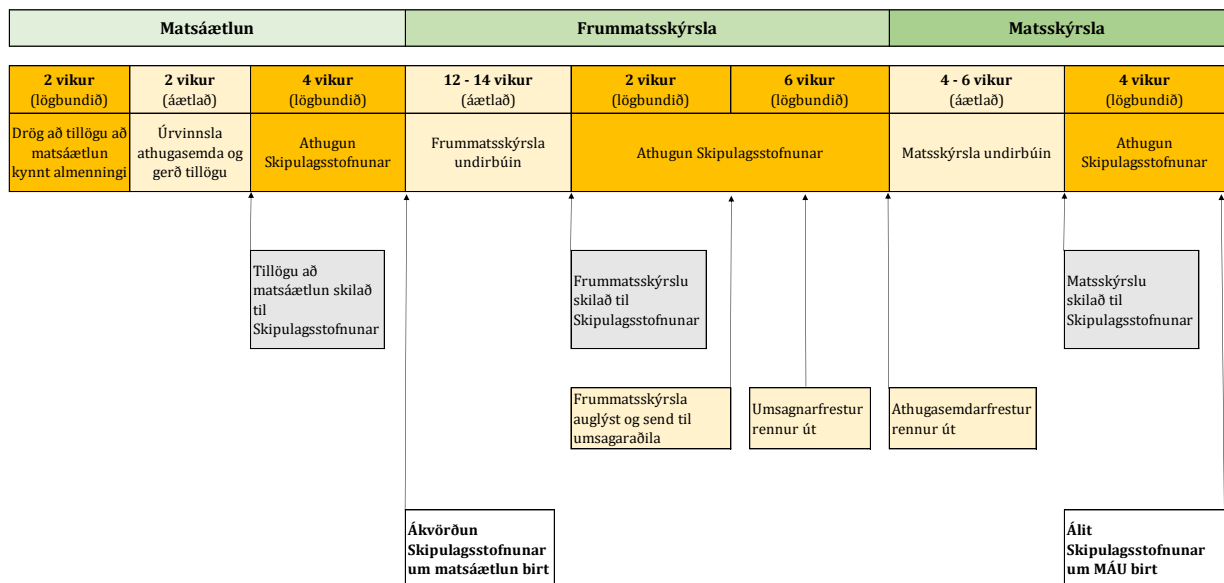 Matsáætlun
Frummatsskýrsla
Matsskýrsla
2 vikur
(lögbundið)
2 vikur
(áætlað)
4 vikur
(lögbundið)
12 - 14 vikur
(áætlað)
2 vikur
(lögbundið)
6 vikur
(lögbundið)
4 - 6 vikur
(áætlað)
4 vikur
(lögbundið)
Drög að tillögu að
matsáætlun
kynnt almenningi
Úrvinnsla
athugasemda og
gerð tillögu
Athugun
Skipulagsstofnunar
Frummatsskýrsla
undirbúin
Athugun Skipulagsstofnunar
Matsskýrsla undirbúin
Athugun
Skipulagsstofnunar
Tillögu að
matsáætlun skilað
til
Skipulagsstofnunar
Frummatsskýrslu
skilað til
Skipulagsstofnunar
Matsskýrslu
skilað til
Skipulagsstofnunar
Frummatsskýrsla
auglýst og send til
umsagaraðila
Umsagnarfrestur
rennur út
Athugasemdarfrestur
rennur út
Ákvörðun
Skipulagsstofnunar
um matsáætlun birt
Álit
Skipulagsstofnunar
um MÁU birt